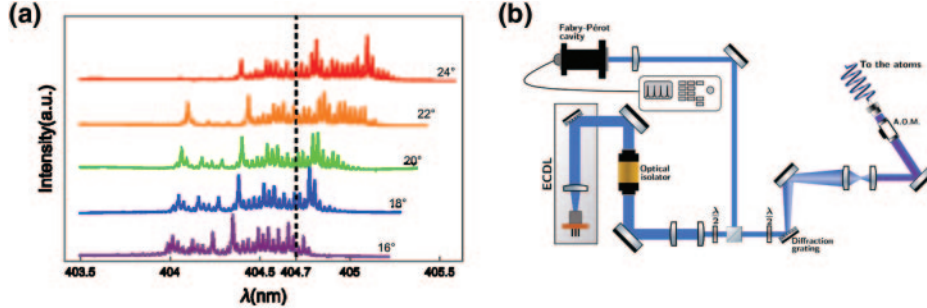 (a)
Intensity(a.u.)
24°
22°
20°
18°
16°
403.5
404
404.5
404.7
405
405.5
λ(nm)
(b)
Fabry-Pérot
cavity
To the atoms
A.O.M.
ECDL
Optical
isolator
λ/2
λ/2
Diffraction
grating